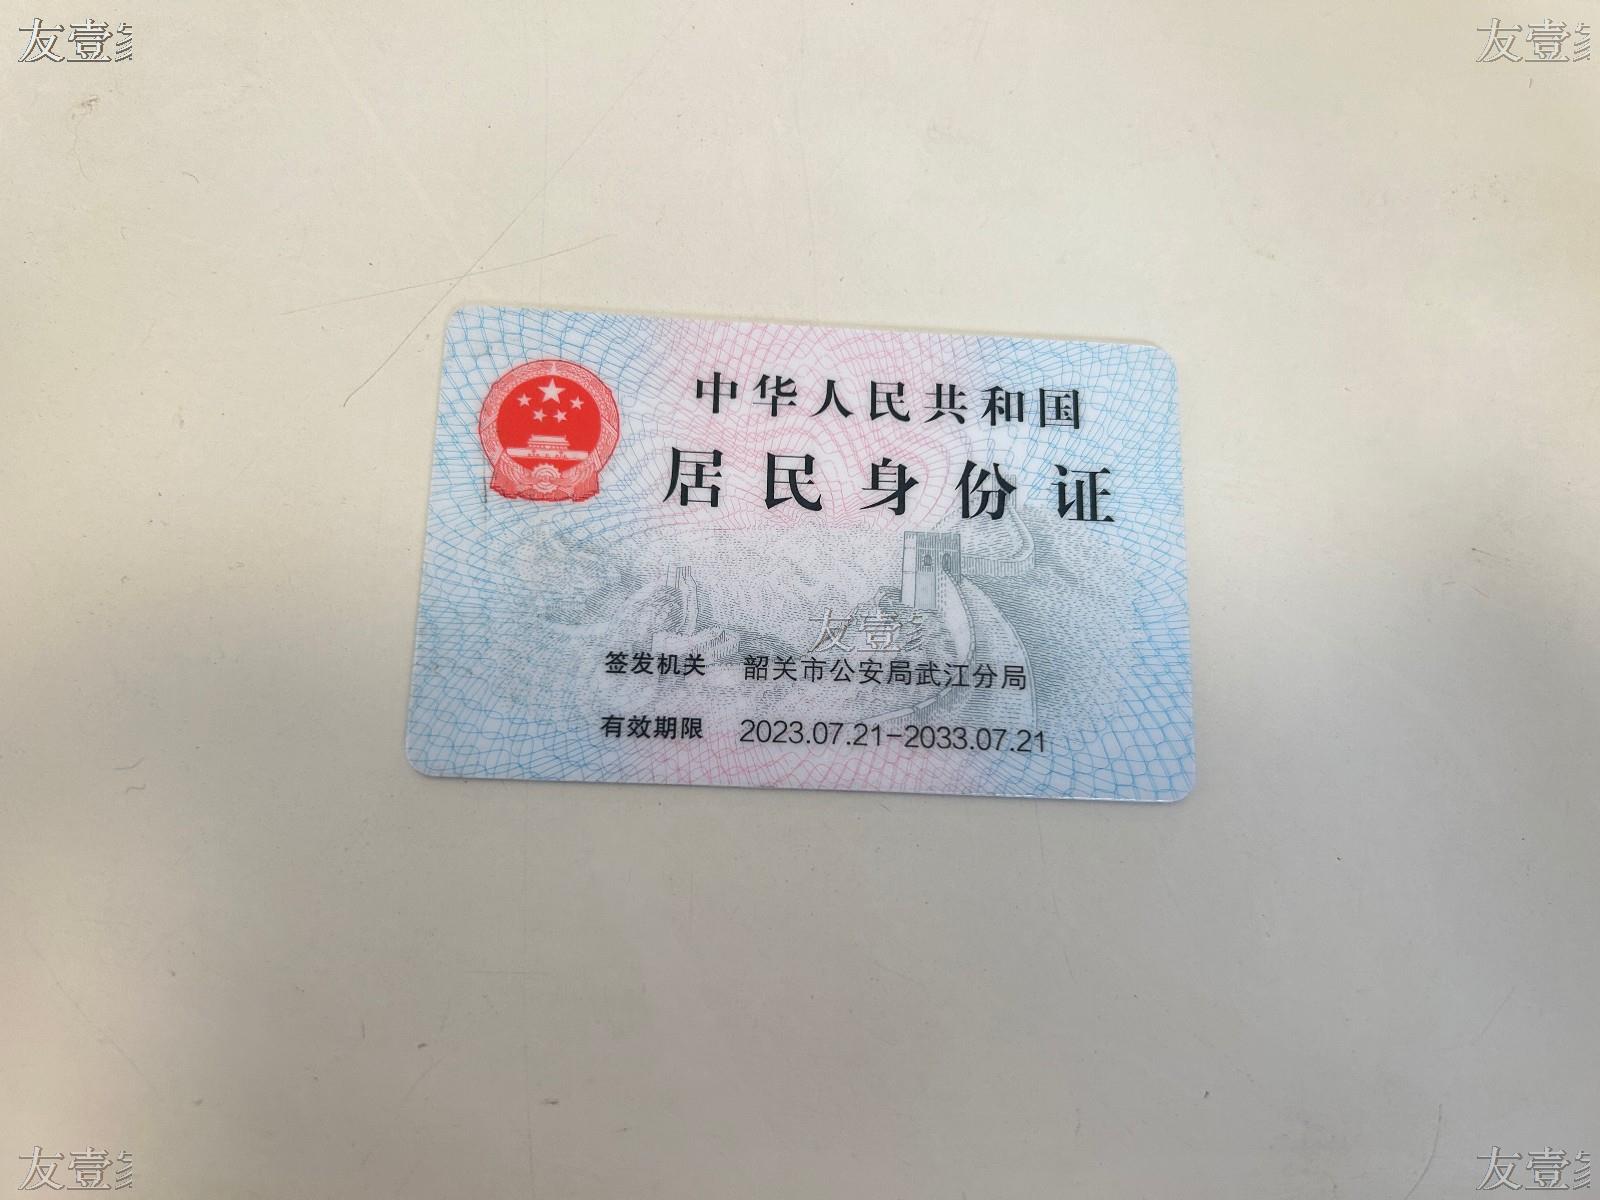 友壹
友壹
中华人民共和国
居民身份证
友壹
签发机关 韶关市公安局武江分局
有效期限 2023.07.21-2033.07.21
友壹
友壹